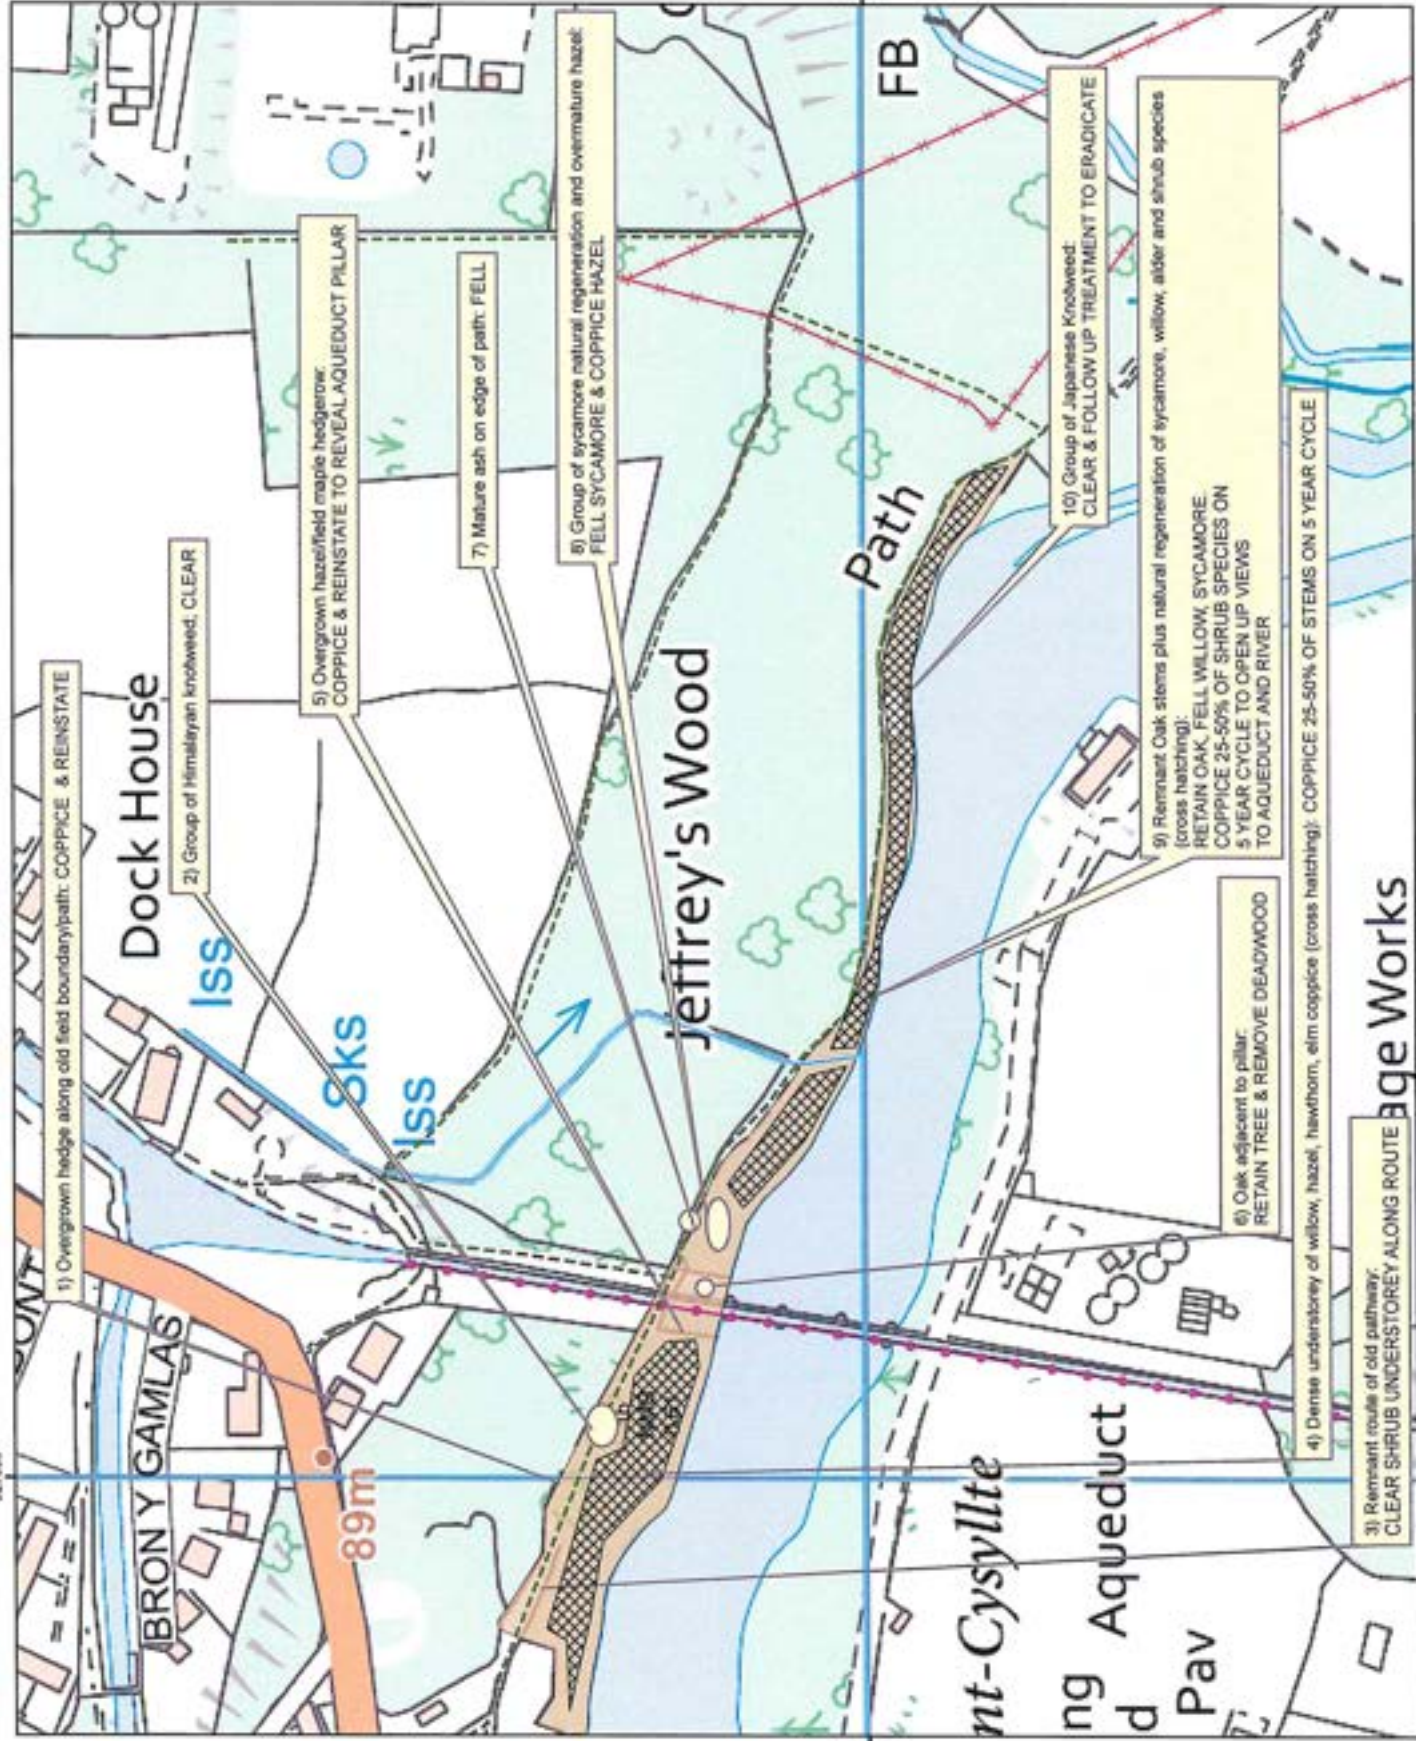 1) Overgrown hedge along old field boundary/path: COPPICE & REINSTATE
Dock House
2) Group of Himalayan knotweed, CLEAR
Iss
Sks
Iss
5) Overgrown hazel/field maple hedgerow:
COPPICE & REINSTATE TO REVEAL AQUEDUCT PILLAR
7) Mature ash on edge of path: FELL
8) Group of sycamore natural regeneration and overmature hazel:
FELL SYCAMORE & COPPICE HAZEL
Jeffrey's Wood
Path
FB
10) Group of Japanese Knotweed:
CLEAR & FOLLOW UP TREATMENT TO ERADICATE
9) Remnant Oak stems plus natural regeneration of sycamore, willow, alder and shrub species
(cross hatching):
RETAIN OAK, FELL WILLOW, SYCAMORE.
COPPICE 25-50% OF SHRUB SPECIES ON
5 YEAR CYCLE TO OPEN UP VIEWS
TO AQUEDUCT AND RIVER
6) Oak adjacent to pillar:
RETAIN TREE & REMOVE DEADWOOD
4) Dense understorey of willow, hazel, hawthorn, elm coppice (cross hatching): COPPICE 25-50% OF STEMS ON 5 YEAR CYCLE
3) Remnant route of old pathway:
CLEAR SHRUB UNDERSTOREY ALONG ROUTE
age Works
BRON Y GAMLAS
89m
nt-Cysyllte
Aqueduct
ng
d
Pav